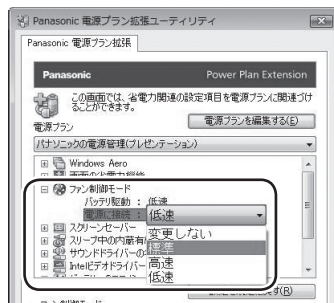 Panasonic 電源プラン拡張ユーティリティ
Panasonic 電源プラン拡張
Panasonic
Power Plan Extension
この画面では、省電力関連の設定項目を電源プランに関連づけ
ることができます。
電源プラン
電源プランを編集する(E)
パナソニックの電源管理(プレゼンテーション)
Windows Aero
ファン制御モード
バッテリ駆動 : 低速
電源に接続 : 低速
変更しない
標準
高速
低速
スクリーンセーバー
スリープ中の内蔵
サウンドドライバーの
Intelビデオドライバー
(R)